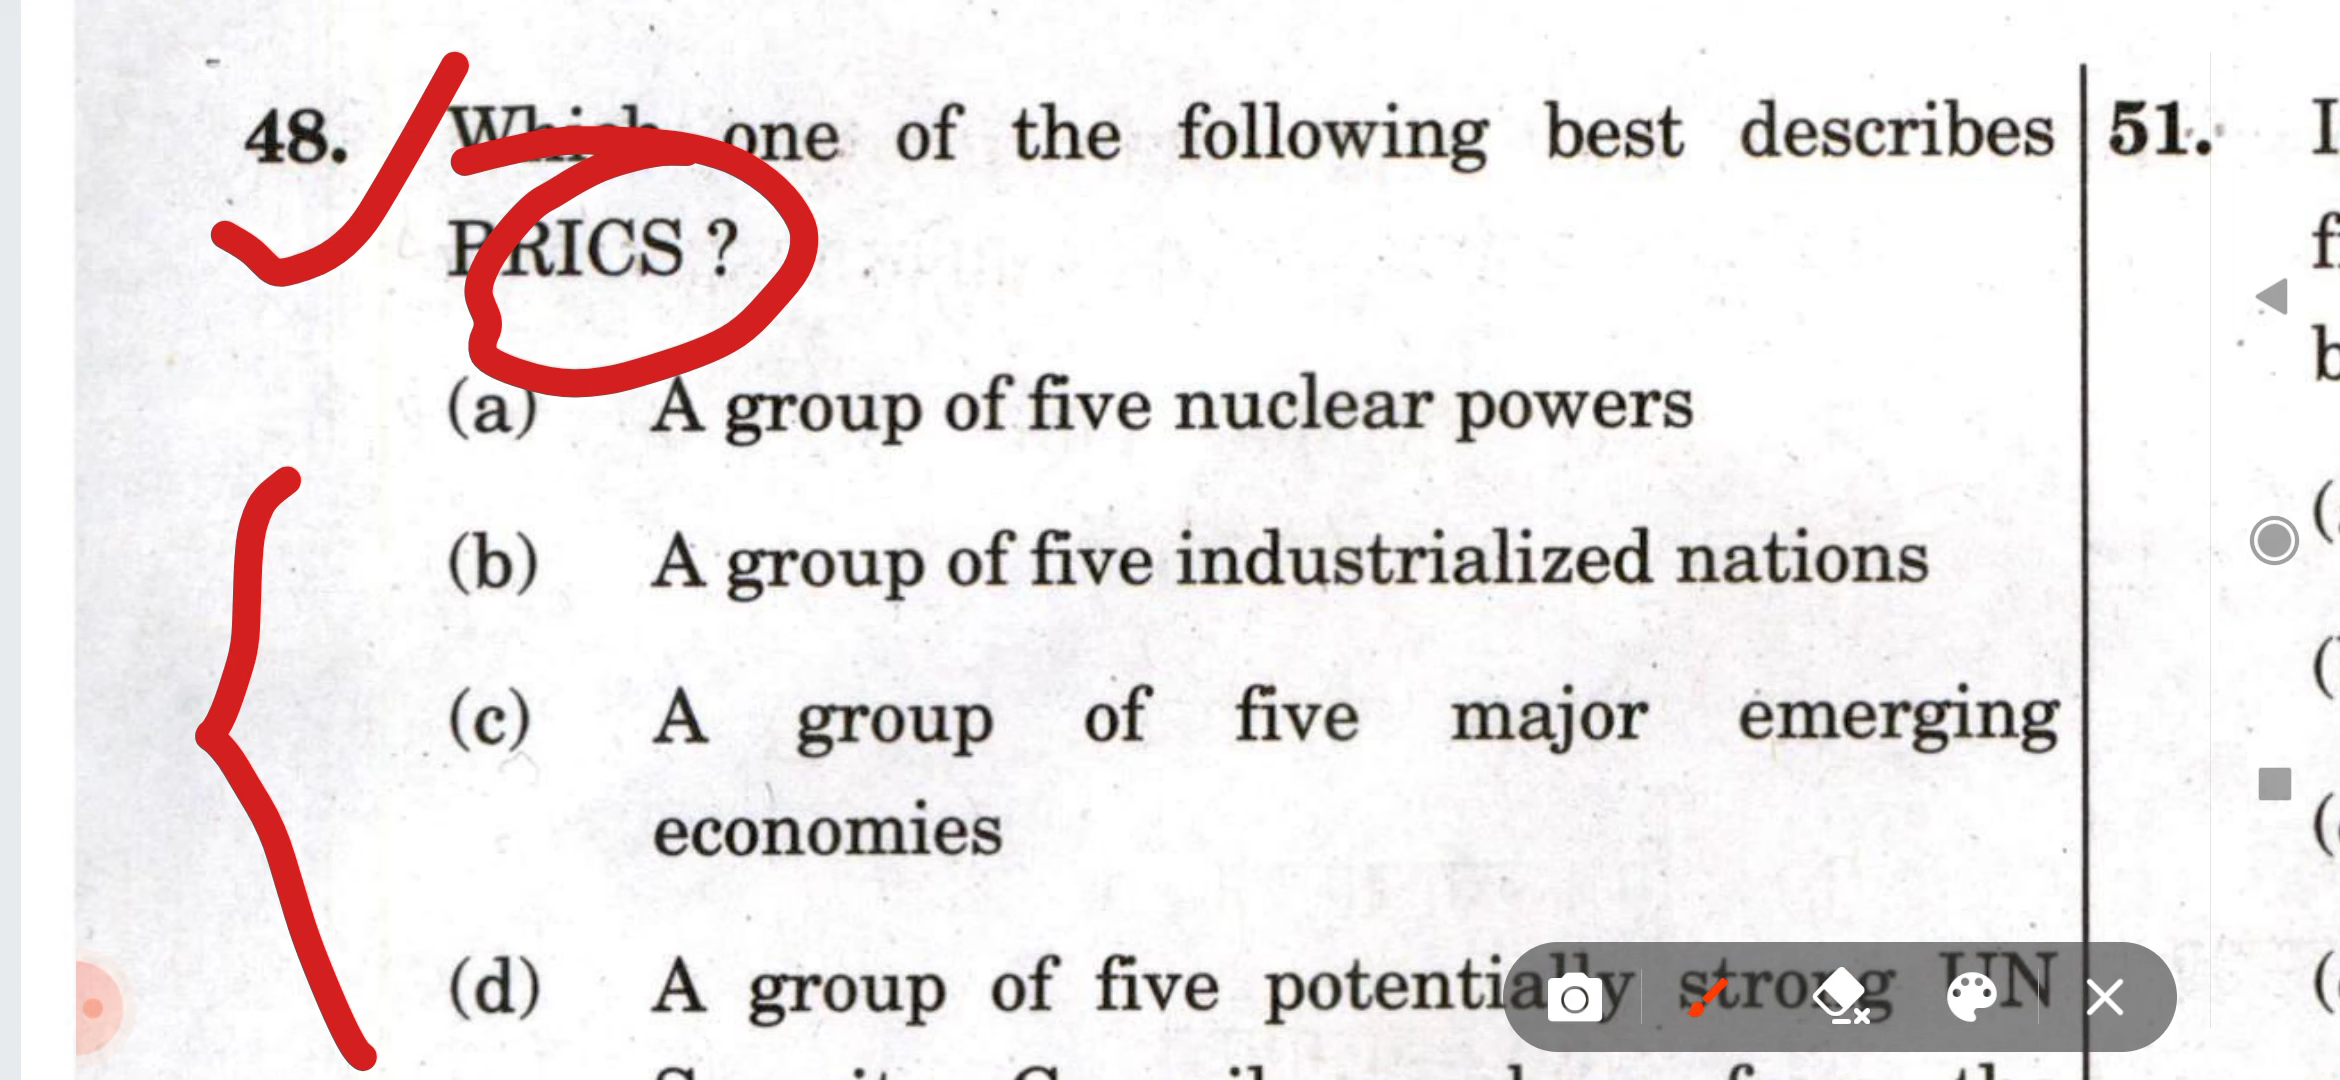 48. Which one of the following best describes
BRICS ?
(a) A group of five nuclear powers
(b) A group of five industrialized nations
(c) A group of five major emerging
economies
(d) A group of five potentially strong UN
51.